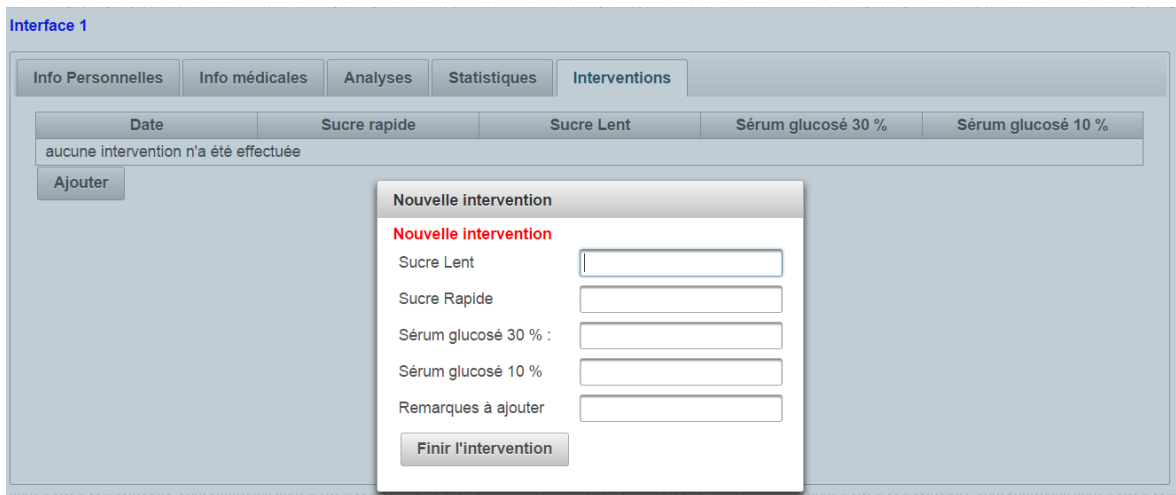 Interface 1
Info Personnelles Info médicales Analyses Statistiques Interventions
Date Sucre rapide Sucre Lent Sérum glucosé 30 % Sérum glucosé 10 %
aucune intervention n'a été effectuée
Ajouter
Nouvelle intervention
Nouvelle intervention
Sucre Lent
Sucre Rapide
Sérum glucosé 30 % :
Sérum glucosé 10 %
Remarques à ajouter
Finir l'intervention